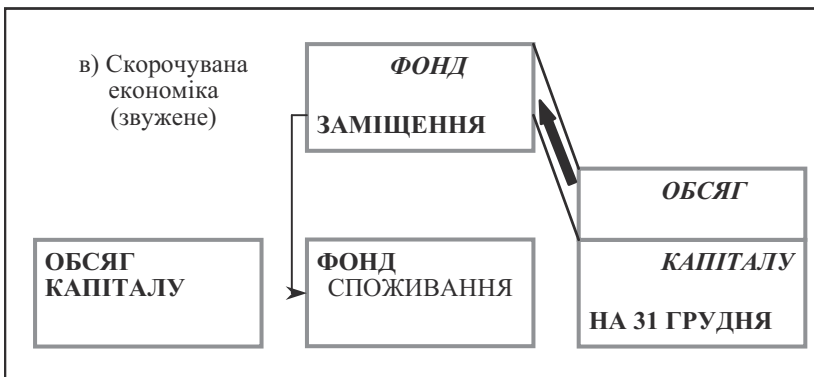 в) Скорочувана
економіка
(звужене)
ФОНД
ЗАМІЩЕННЯ
ОБСЯГ
КАПІТАЛУ
ФОНД
СПОЖИВАННЯ
ОБСЯГ
КАПІТАЛУ
НА 31 ГРУДНЯ